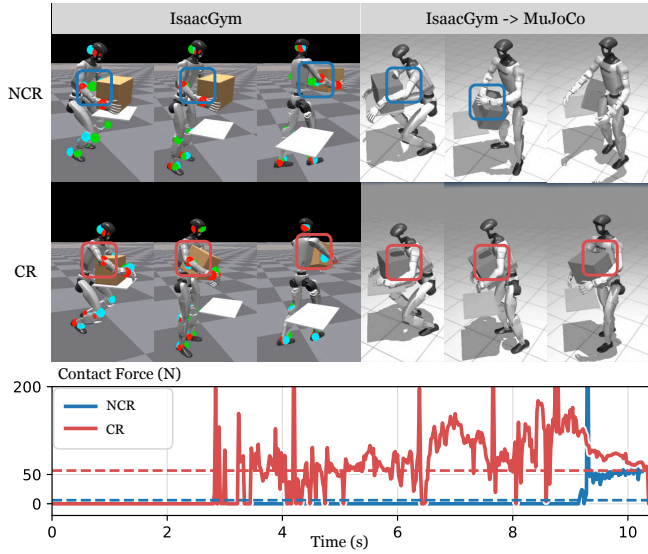 IsaacGym
IsaacGym -> MuJoCo
NCR
CR
Contact Force (N)
200
50
0
NCR
CR
0
2
4
6
8
10
Time (s)